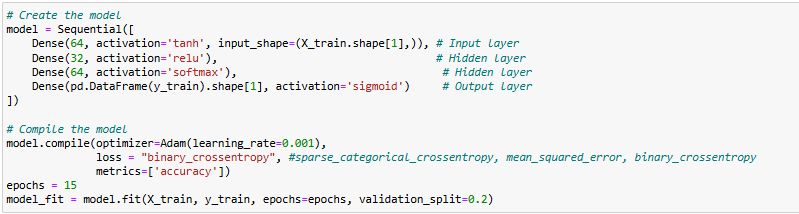 # Create the model
model = Sequential([
    Dense(64, activation='tanh', input_shape=(X_train.shape[1],)), # Input layer
    Dense(32, activation='relu'),                                # Hidden layer
    Dense(64, activation='softmax'),                              # Hidden layer
    Dense(pd.DataFrame(y_train).shape[1], activation='sigmoid')     # Output layer
])

# Compile the model
model.compile(optimizer=Adam(learning_rate=0.001),
              loss = "binary_crossentropy", #sparse_categorical_crossentropy, mean_squared_error, binary_crossentropy
              metrics=['accuracy'])
epochs = 15
model_fit = model.fit(X_train, y_train, epochs=epochs, validation_split=0.2)